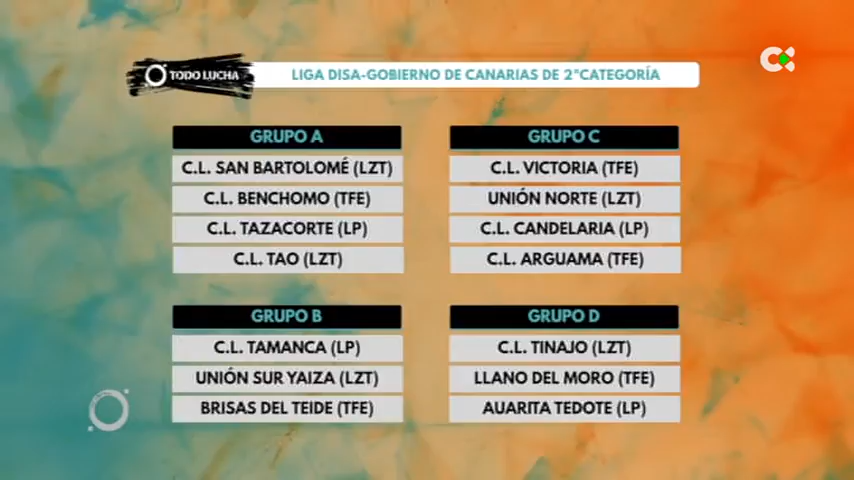 TODO LUCHA
LIGA DISA-GOBIERNO DE CANARIAS DE 2ªCATEGORÍA
GRUPO A
C.L. SAN BARTOLOMÉ (LZT)
C.L. BENCHOMO (TFE)
C.L. TAZACORTE (LP)
C.L. TAO (LZT)
GRUPO C
C.L. VICTORIA (TFE)
UNIÓN NORTE (LZT)
C.L. CANDELARIA (LP)
C.L. ARGUAMA (TFE)
GRUPO B
C.L. TAMANCA (LP)
UNIÓN SUR YAIZA (LZT)
BRISAS DEL TEIDE (TFE)
GRUPO D
C.L. TINAJO (LZT)
LLANO DEL MORO (TFE)
AUARITA TEDOTE (LP)